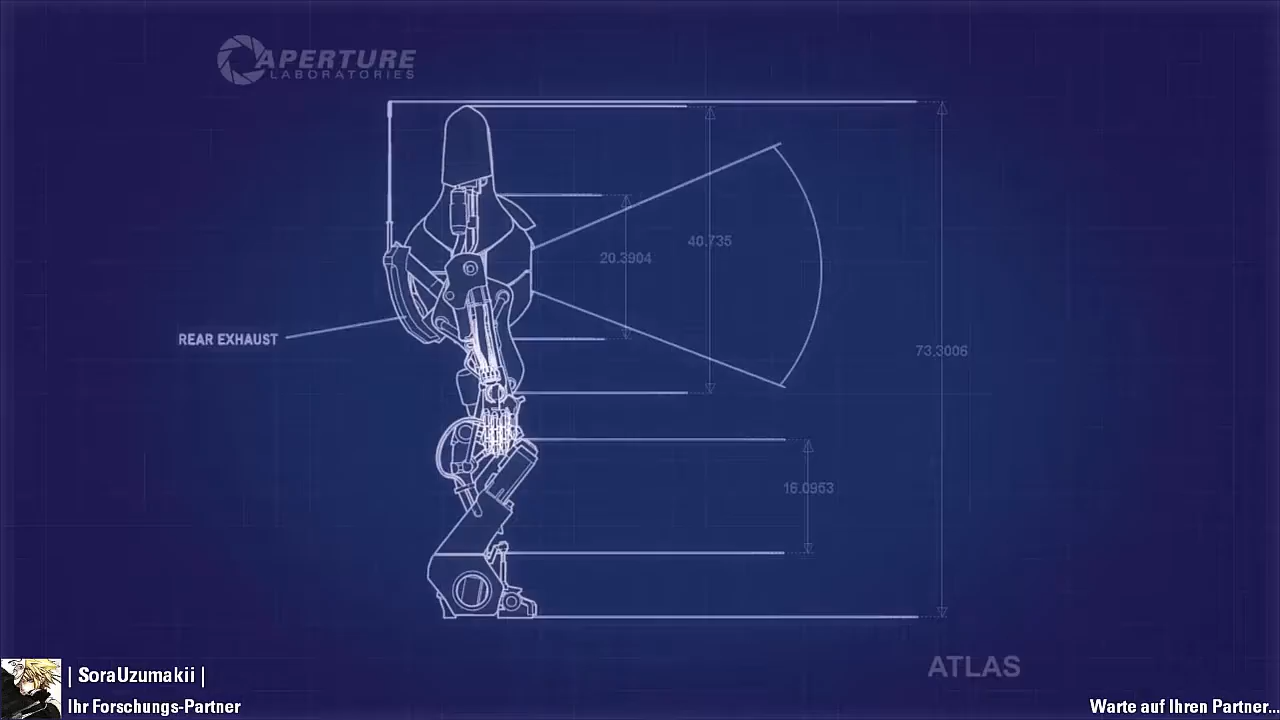 APERTURE
LABORATORIES
40.735
20.3904
REAR EXHAUST
73.3006
16.0953
ATLAS
| SoraUzumakii |
Ihr Forschungs-Partner
Warte auf Ihren Partner...